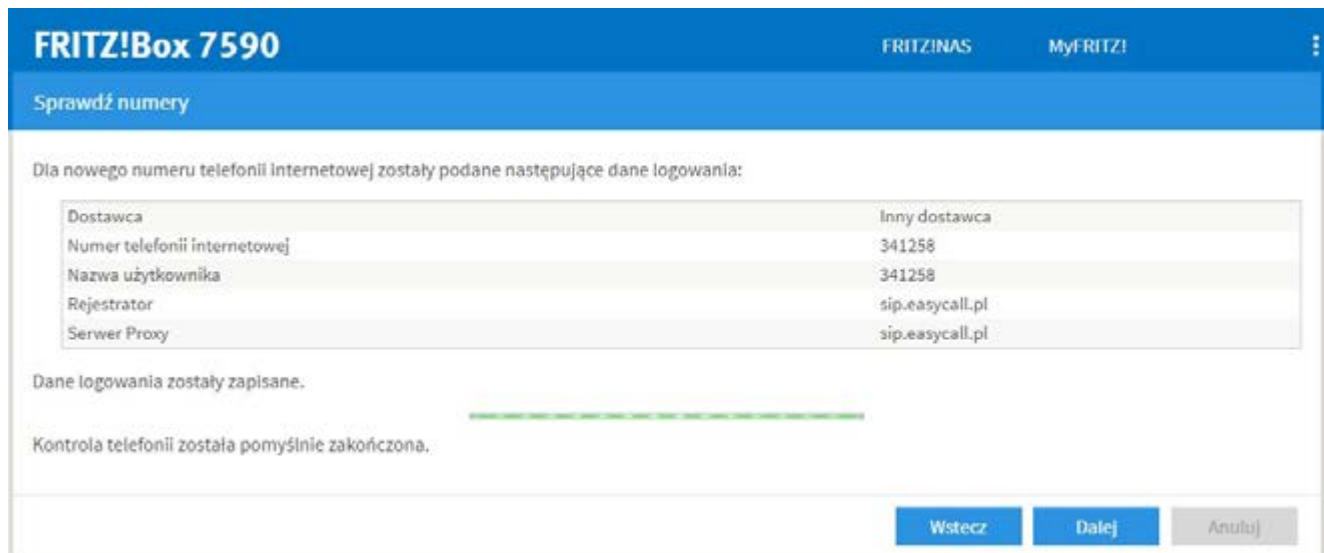 FRITZ!Box 7590 FRITZ!NAS MyFRITZ!
Sprawdź numery
Dla nowego numeru telefonii internetowej zostały podane następujące dane logowania:
Dostawca Inny dostawca
Numer telefonii internetowej 341258
Nazwa użytkownika 341258
Rejestrator sip.easycall.pl
Serwer Proxy sip.easycall.pl
Dane logowania zostały zapisane.
Kontrola telefonii została pomyślnie zakończona.
Wstecz Dalej Anuluj